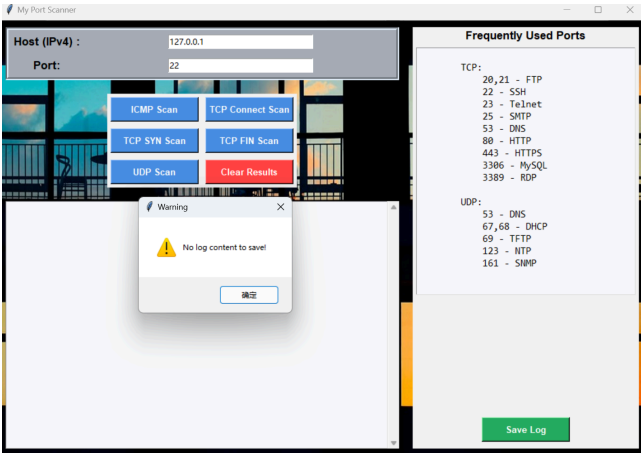 My Port Scanner
Host (IPv4) :
127.0.0.1
Port:
22
ICMP Scan
TCP Connect Scan
TCP SYN Scan
TCP FIN Scan
UDP Scan
Clear Results
Warning
No log content to save!
确定
Frequently Used Ports
TCP:
20,21 - FTP
22 - SSH
23 - Telnet
25 - SMTP
53 - DNS
80 - HTTP
443 - HTTPS
3306 - MySQL
3389 - RDP
UDP:
53 - DNS
67,68 - DHCP
69 - TFTP
123 - NTP
161 - SNMP
Save Log